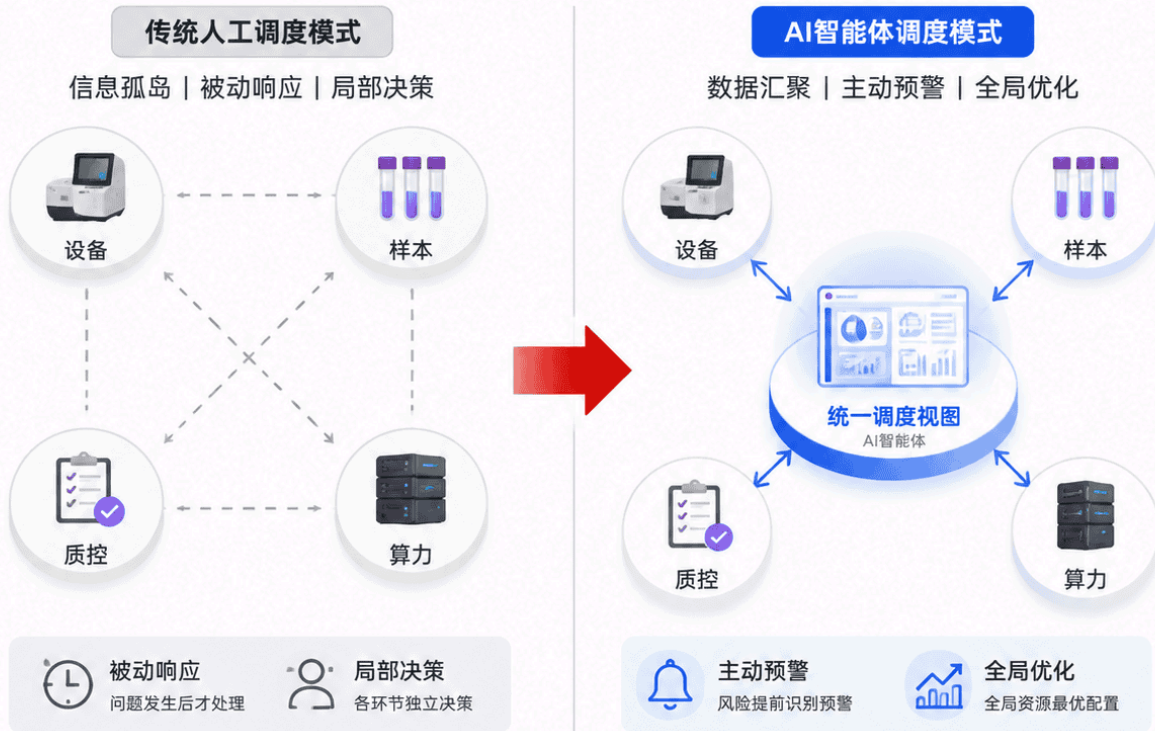 传统人工调度模式
信息孤岛 | 被动响应 | 局部决策
设备
样本
质控
算力
被动响应
问题发生后才处理
局部决策
各环节独立决策
AI智能体调度模式
数据汇聚 | 主动预警 | 全局优化
设备
样本
统一调度视图
AI智能体
质控
算力
主动预警
风险提前识别预警
全局优化
全局资源最优配置